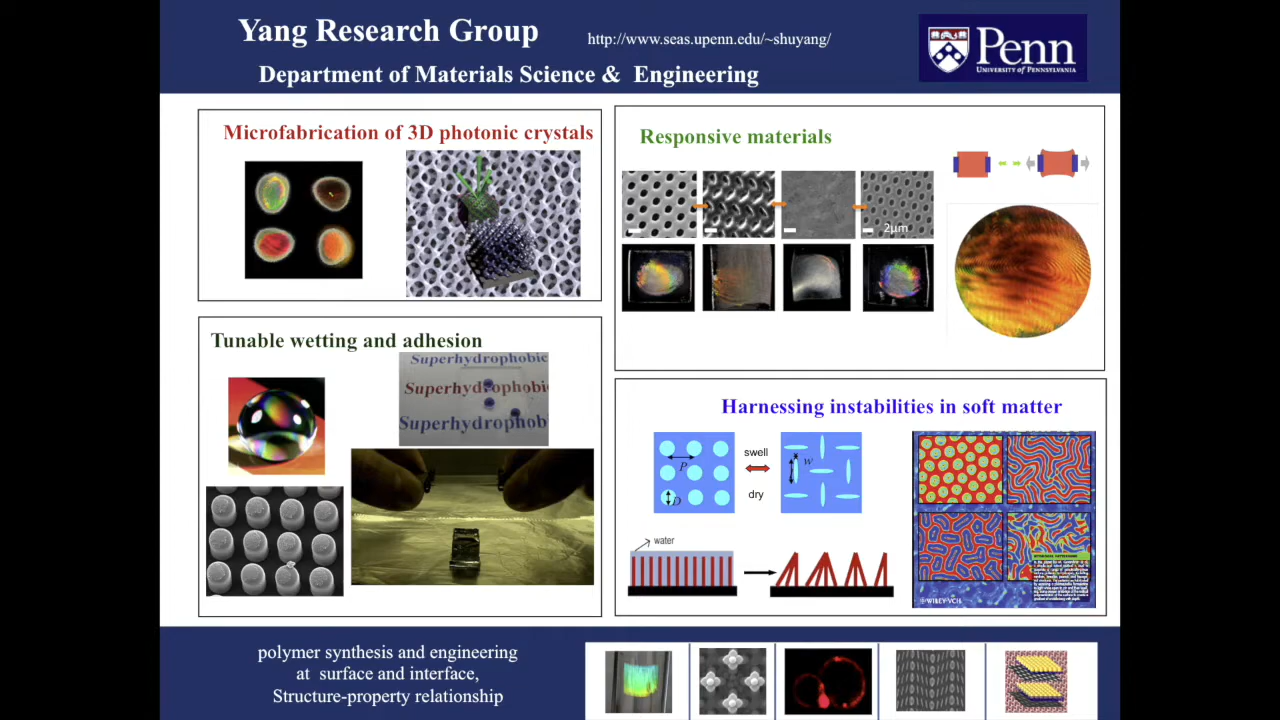 Yang Research Group
http://www.seas.upenn.edu/~shuyang/
Penn
UNIVERSITY of PENNSYLVANIA
Department of Materials Science & Engineering
Microfabrication of 3D photonic crystals
Responsive materials
2µm
Tunable wetting and adhesion
Superhydrophobic
Superhydrophobi
Superhydrophobi
Harnessing instabilities in soft matter
P
D
swell
dry
w
water
WILEY-VCH
polymer synthesis and engineering
at surface and interface,
Structure-property relationship